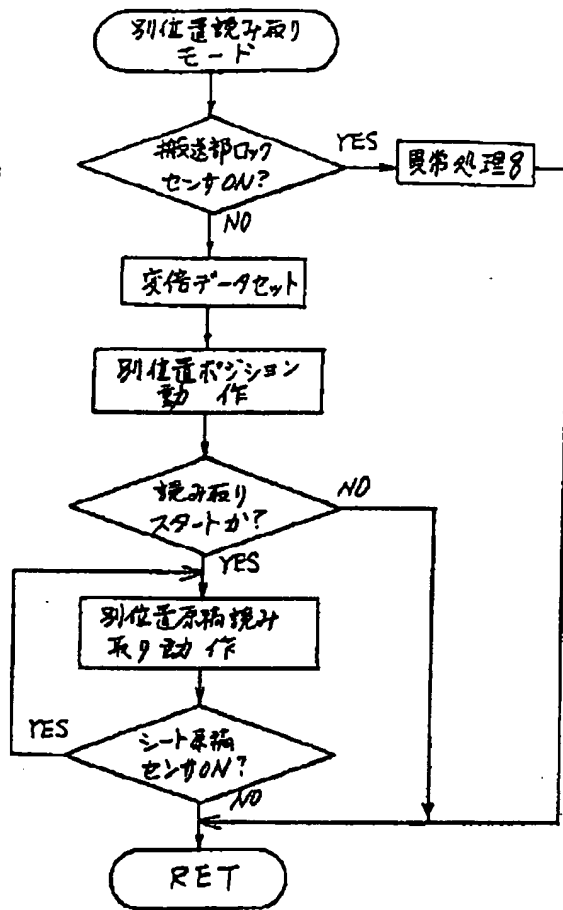 別位置読み取り
モード
搬送部ロック
センサON?
YES
異常処理8
NO
変倍データセット
別位置ポジション
動 作
読み取り
スタートか?
NO
YES
別位置原稿読み
取り動作
YES
シート原稿
センサON?
NO
RET